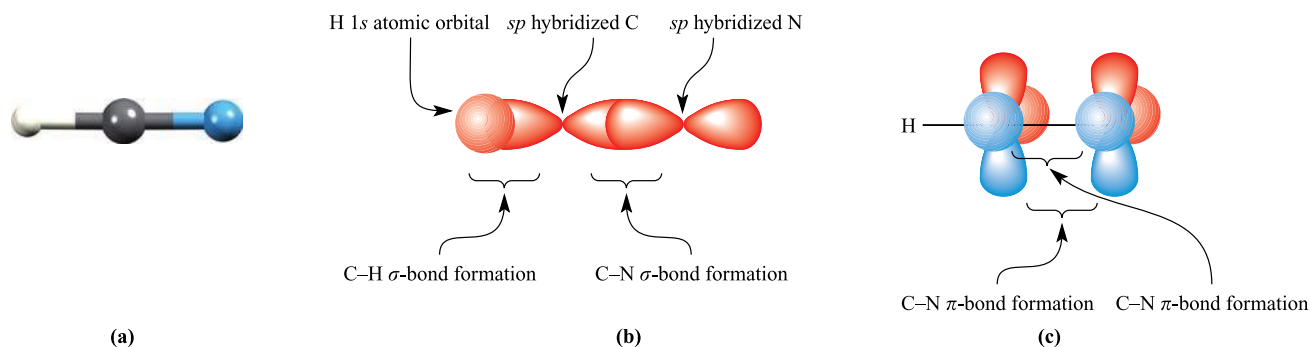 H 1s atomic orbital
sp hybridized C
sp hybridized N
C–H σ-bond formation
C–N σ-bond formation
H
C–N π-bond formation
C–N π-bond formation
(a)
(b)
(c)